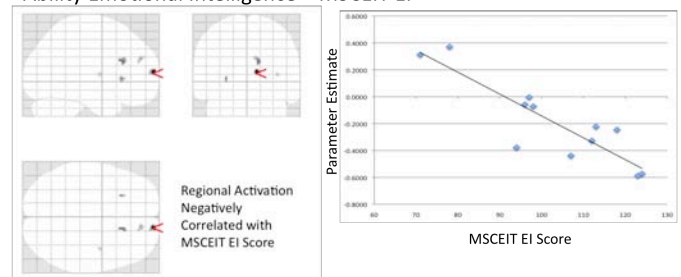 Ability Emotional Intelligence – MSCEIT EI
Regional Activation
Negatively
Correlated with
MSCEIT EI Score
Parameter Estimate
0.6000
0.4000
0.2000
0.0000
-0.2000
-0.4000
-0.6000
-0.8000
60 70 80 90 100 110 120 130
MSCEIT EI Score